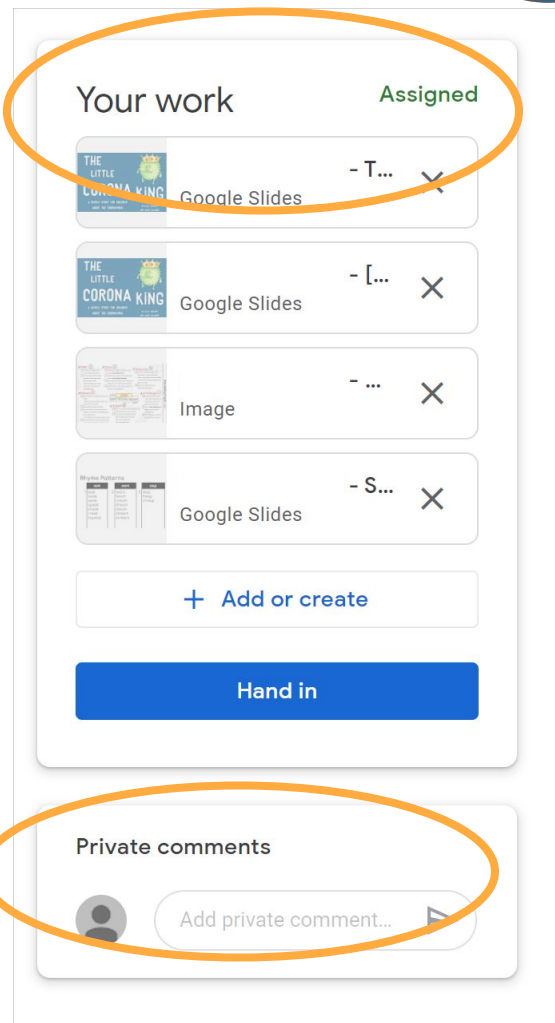 Your work
Assigned
THE
LITTLE
CORONA KING
- T...
Google Slides
THE
LITTLE
CORONA KING
- [...
Google Slides
- ...
Image
Rhyme Patterns
- S...
Google Slides
+ Add or create
Hand in
Private comments
Add private comment...